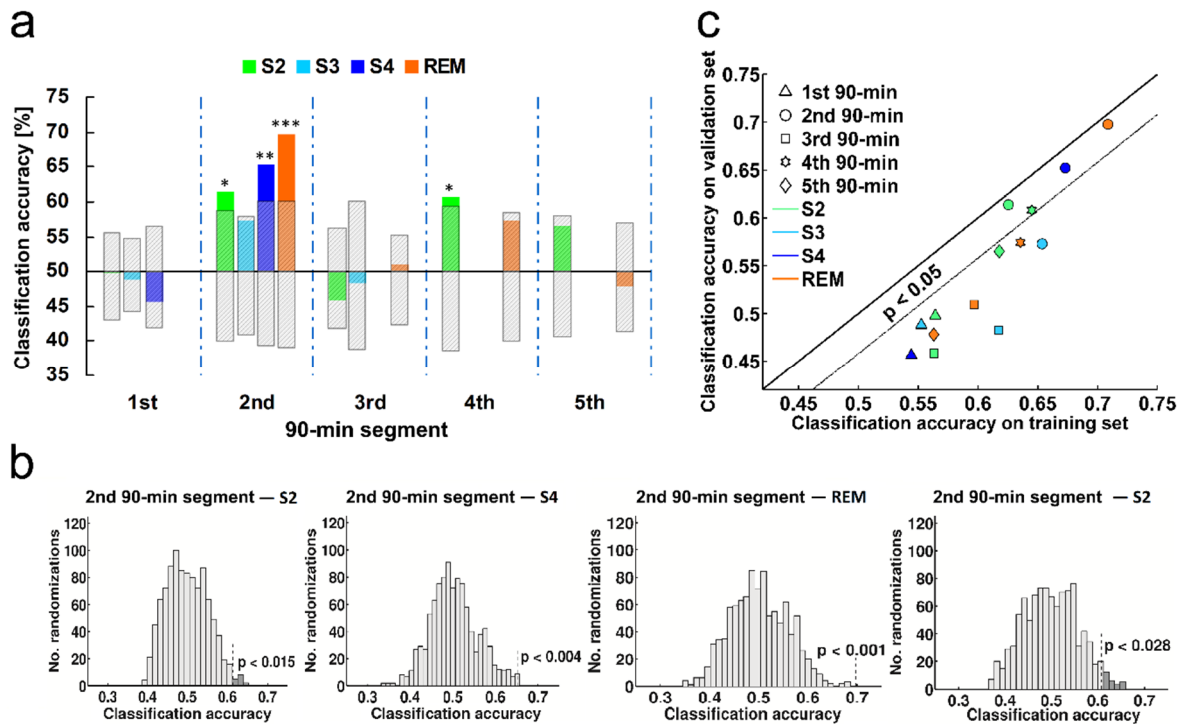 a
S2 S3 S4 REM
Classification accuracy [%]
75
70
65
60
55
50
45
40
35
*
**
***
*
1st 2nd 3rd 4th 5th
90-min segment
c
Classification accuracy on validation set
0.75
0.7
0.65
0.6
0.55
0.5
0.45
1st 90-min
2nd 90-min
3rd 90-min
4th 90-min
5th 90-min
S2
S3
S4
REM
p < 0.05
0.45 0.5 0.55 0.6 0.65 0.7 0.75
Classification accuracy on training set
b
2nd 90-min segment — S2
No. randomizations
120
100
80
60
40
20
0
p < 0.015
0.3 0.4 0.5 0.6 0.7
Classification accuracy
2nd 90-min segment — S4
No. randomizations
120
100
80
60
40
20
0
p < 0.004
0.3 0.4 0.5 0.6 0.7
Classification accuracy
2nd 90-min segment — REM
No. randomizations
120
100
80
60
40
20
0
p < 0.001
0.3 0.4 0.5 0.6 0.7
Classification accuracy
2nd 90-min segment — S2
No. randomizations
120
100
80
60
40
20
0
p < 0.028
0.3 0.4 0.5 0.6 0.7
Classification accuracy